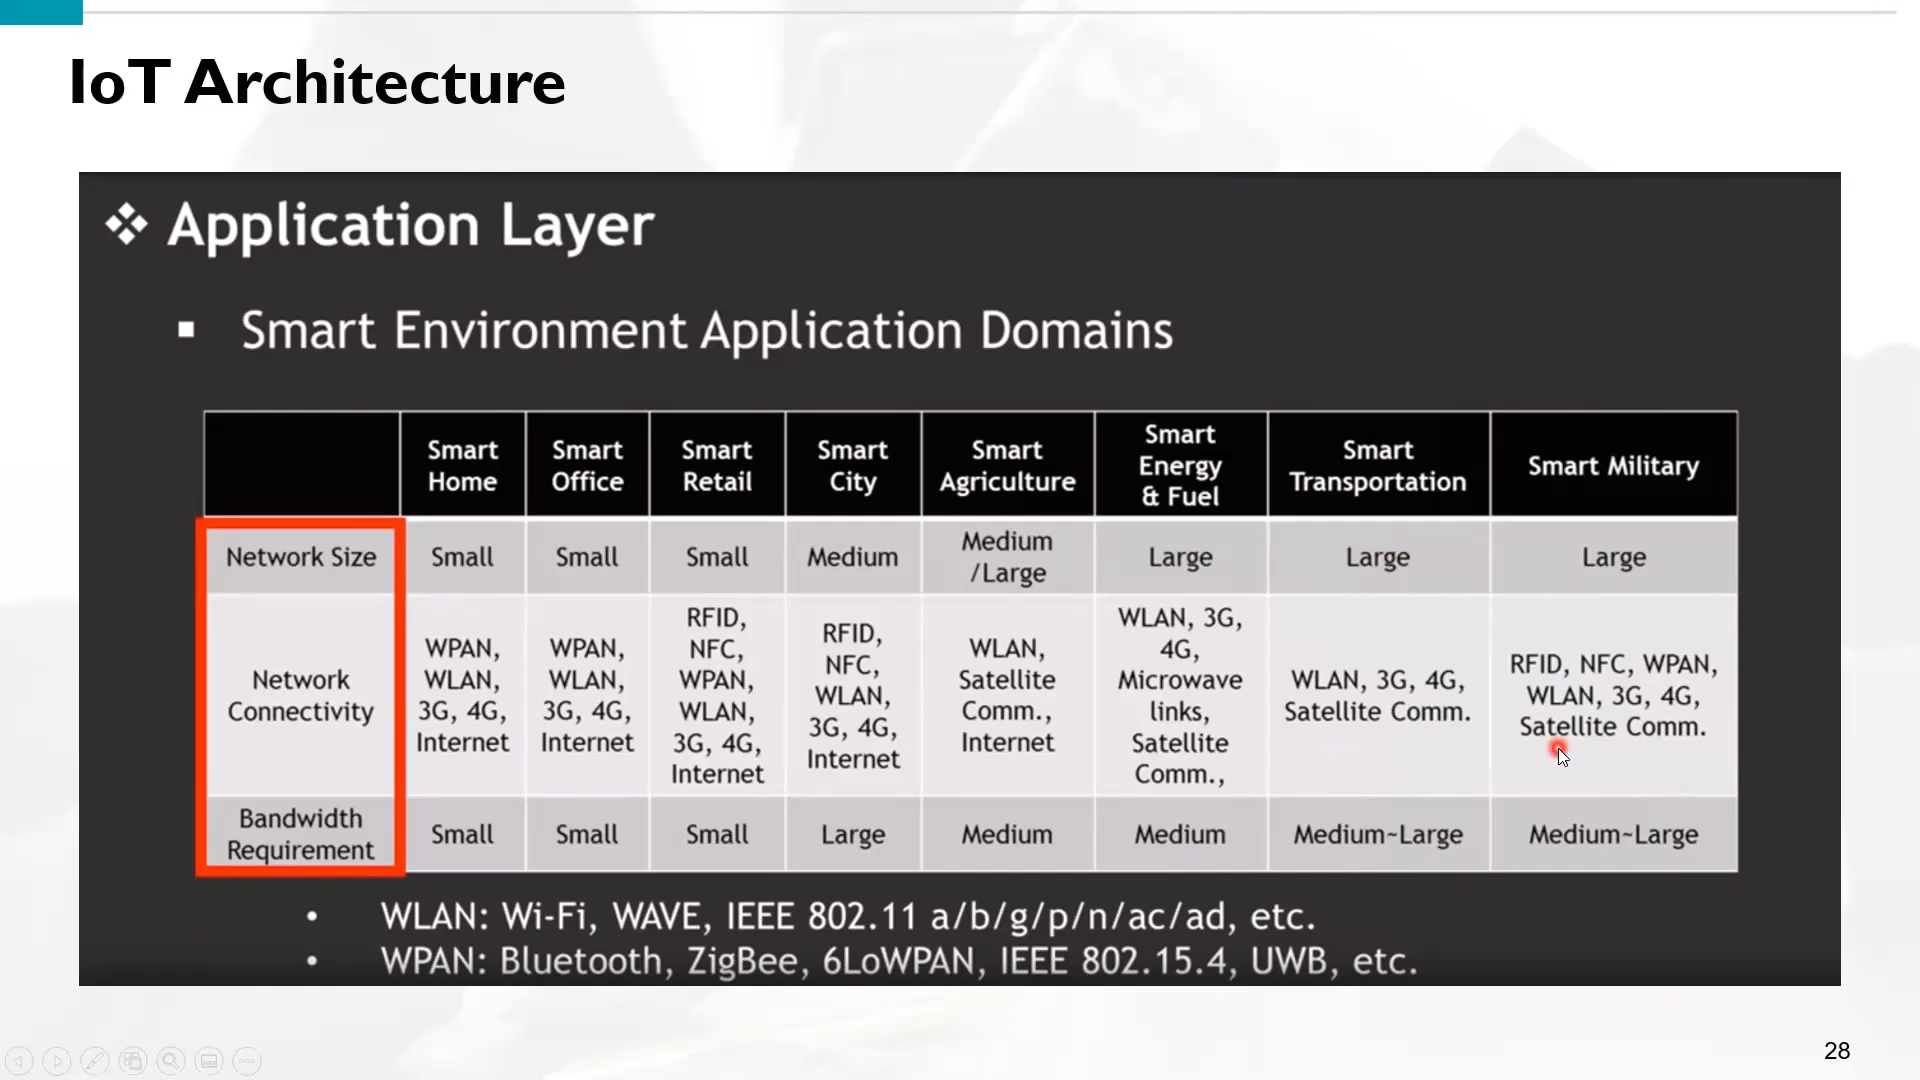 IoT Architecture
❖ Application Layer
▪ Smart Environment Application Domains
Smart
Home
Smart
Office
Smart
Retail
Smart
City
Smart
Agriculture
Smart
Energy
& Fuel
Smart
Transportation
Smart Military
Network Size
Small
Small
Small
Medium
Medium
/Large
Large
Large
Large
Network
Connectivity
WPAN,
WLAN,
3G, 4G,
Internet
WPAN,
WLAN,
3G, 4G,
Internet
RFID,
NFC,
WPAN,
WLAN,
3G, 4G,
Internet
RFID,
NFC,
WLAN,
3G, 4G,
Internet
WLAN,
Satellite
Comm.,
Internet
WLAN, 3G,
4G,
Microwave
links,
Satellite
Comm.,
WLAN, 3G, 4G,
Satellite Comm.
RFID, NFC, WPAN,
WLAN, 3G, 4G,
Satellite Comm.
Bandwidth
Requirement
Small
Small
Small
Large
Medium
Medium
Medium~Large
Medium~Large
• WLAN: Wi-Fi, WAVE, IEEE 802.11 a/b/g/p/n/ac/ad, etc.
• WPAN: Bluetooth, ZigBee, 6LoWPAN, IEEE 802.15.4, UWB, etc.
28